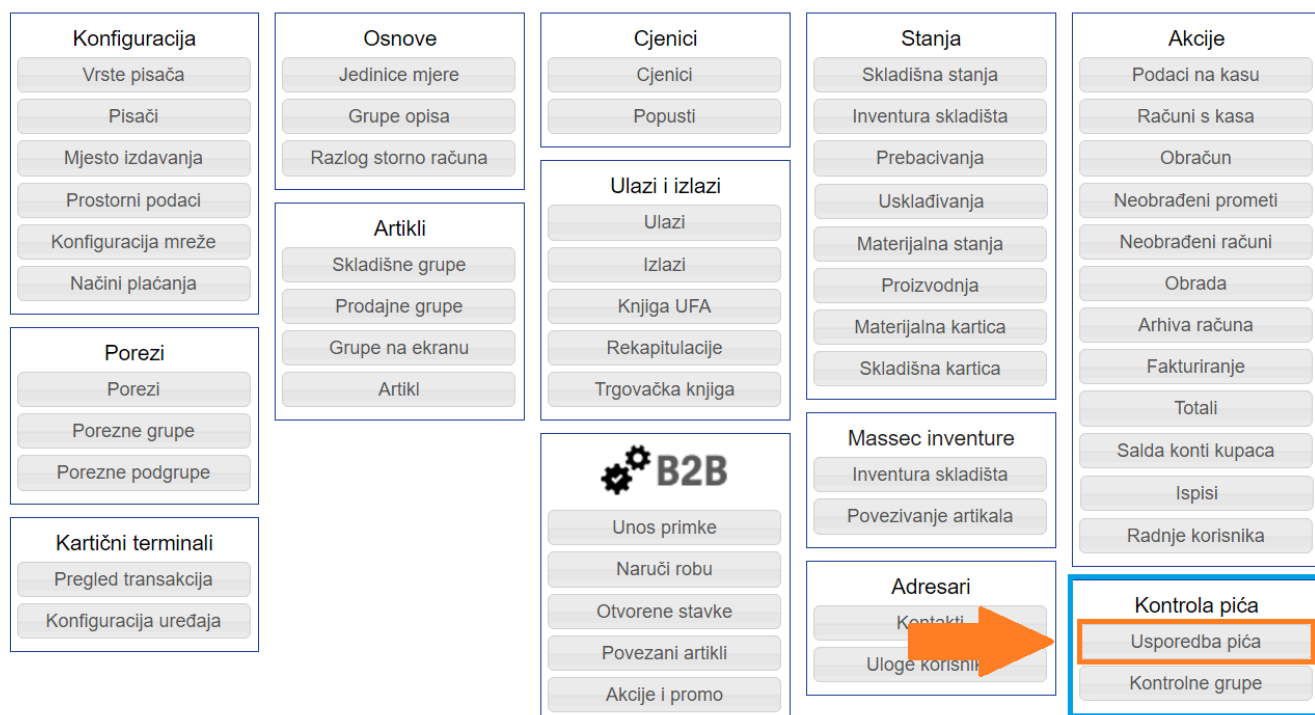 Konfiguracija
Vrste pisača
Pisači
Mjesto izdavanja
Prostorni podaci
Konfiguracija mreže
Načini plaćanja
Porezi
Porezi
Porezne grupe
Porezne podgrupe
Kartični terminali
Pregled transakcija
Konfiguracija uređaja
Osnove
Jedinice mjere
Grupe opisa
Razlog storno računa
Artikli
Skladišne grupe
Prodajne grupe
Grupe na ekranu
Artikl
Cjenici
Cjenici
Popusti
Ulazi i izlazi
Ulazi
Izlazi
Knjiga UFA
Rekapitulacije
Trgovačka knjiga
B2B
Unos primke
Naruči robu
Otvorene stavke
Povezani artikli
Akcije i promo
Stanja
Skladišna stanja
Inventura skladišta
Prebacivanja
Usklađivanja
Materijalna stanja
Proizvodnja
Materijalna kartica
Skladišna kartica
Massec inventure
Inventura skladišta
Povezivanje artikala
Adresari
Kontakti
Uloge
Akcije
Podaci na kasu
Računi s kasa
Obračun
Neobrađeni prometi
Neobrađeni računi
Obrada
Arhiva računa
Fakturiranje
Totali
Salda konti kupaca
Ispisi
Radnje korisnika
Kontrola pića
Usporedba pića
Kontrolne grupe